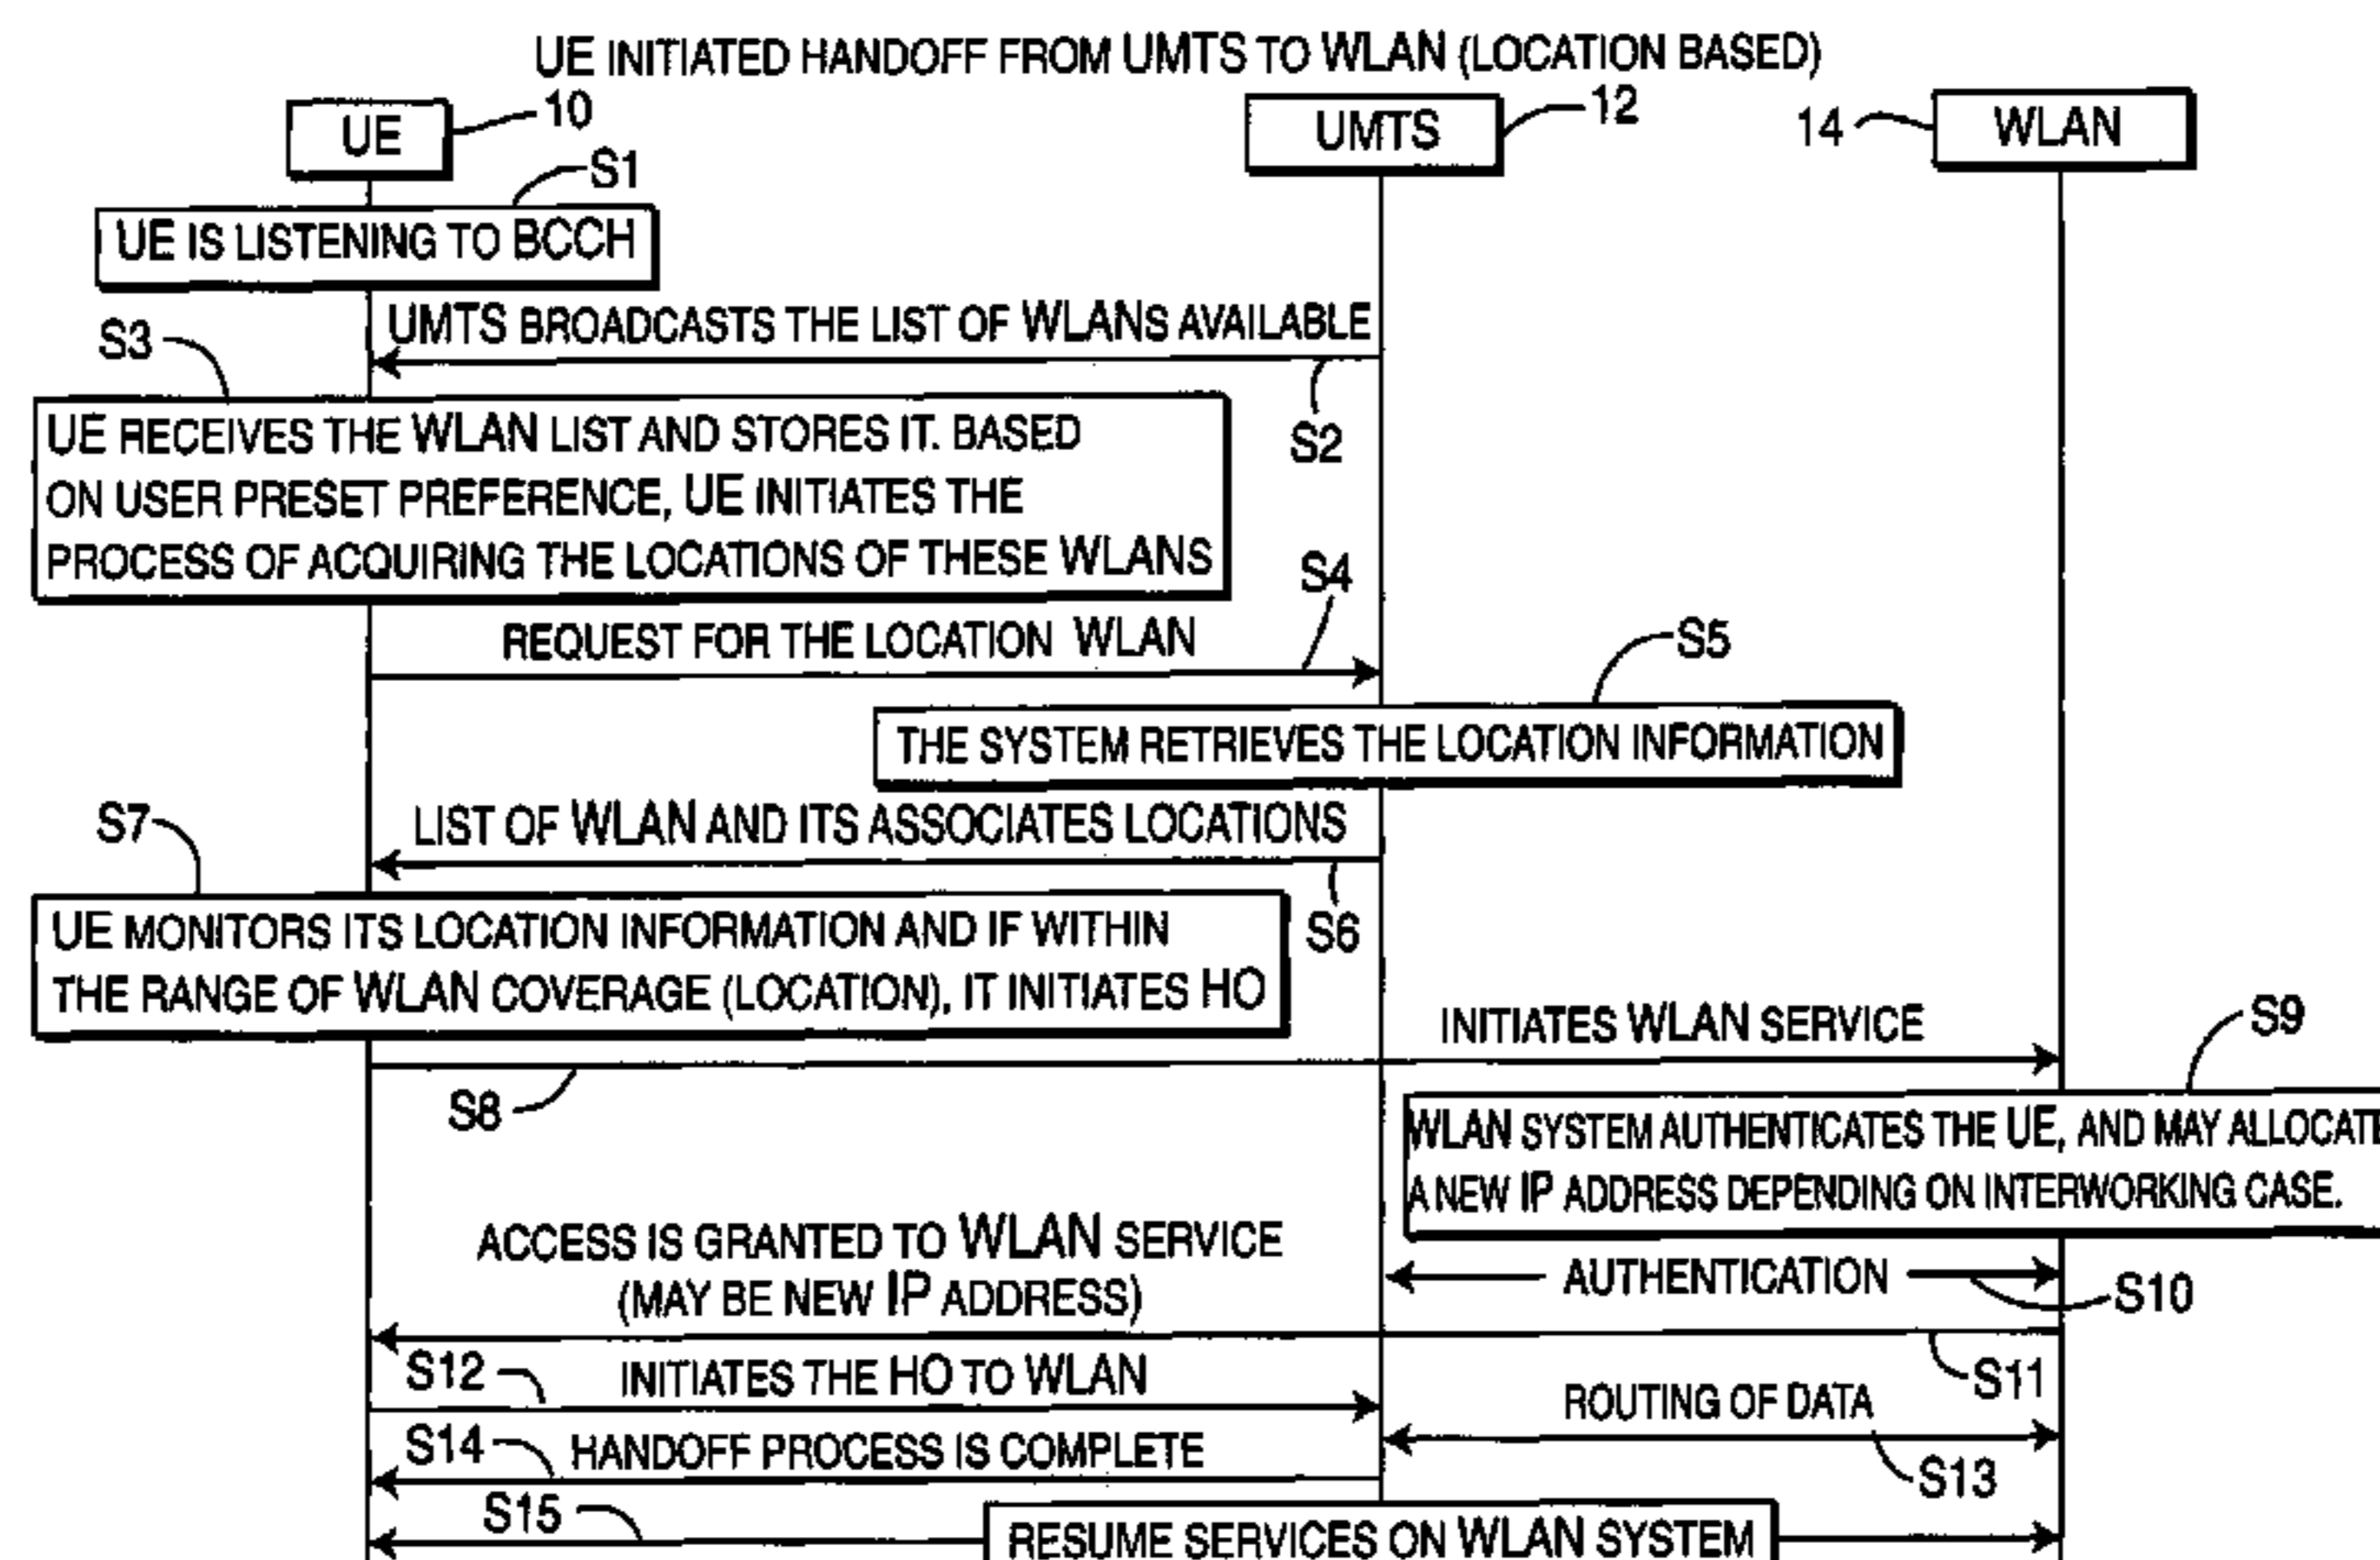 UE INITIATED HANDOFF FROM UMTS TO WLAN (LOCATION BASED)
UE
10
UMTS
12
14
WLAN
S1
UE IS LISTENING TO BCCH
UMTS BROADCASTS THE LIST OF WLANS AVAILABLE
S3
S2
UE RECEIVES THE WLAN LIST AND STORES IT. BASED
ON USER PRESET PREFERENCE, UE INITIATES THE
PROCESS OF ACQUIRING THE LOCATIONS OF THESE WLANS
S4
REQUEST FOR THE LOCATION WLAN
S5
THE SYSTEM RETRIEVES THE LOCATION INFORMATION
S7
LIST OF WLAN AND ITS ASSOCIATES LOCATIONS
S6
UE MONITORS ITS LOCATION INFORMATION AND IF WITHIN
THE RANGE OF WLAN COVERAGE (LOCATION), IT INITIATES HO
INITIATES WLAN SERVICE
S9
S8
WLAN SYSTEM AUTHENTICATES THE UE, AND MAY ALLOCATE
A NEW IP ADDRESS DEPENDING ON INTERWORKING CASE.
ACCESS IS GRANTED TO WLAN SERVICE
(MAY BE NEW IP ADDRESS)
AUTHENTICATION
S10
S12
INITIATES THE HO TO WLAN
S11
ROUTING OF DATA
S14
HANDOFF PROCESS IS COMPLETE
S13
S15
RESUME SERVICES ON WLAN SYSTEM